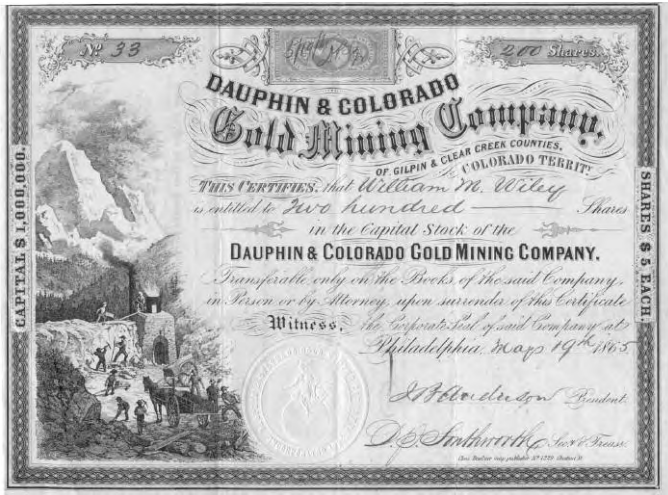 No. 33
200 Shares.
DAUPHIN & COLORADO
Gold Mining Company,
OF GILPIN & CLEAR CREEK COUNTIES,
COLORADO TERRITY
THIS CERTIFIES, that William M. Wiley
is entitled to Two hundred Shares
in the Capital Stock of the
DAUPHIN & COLORADO GOLD MINING COMPANY.
Transferable only on the Books of the said Company,
in Person or by Attorney, upon surrender of this Certificate
Witness, the Corporate Seal of said Company at
Philadelphia, May 19th 1865
President
Secy & Treasr.
CAPITAL $1,000,000.
SHARES $5 EACH.